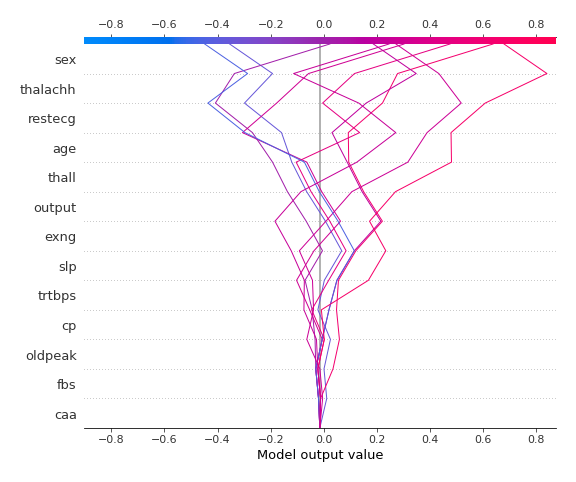 −0.8 −0.6 −0.4 −0.2 0.0 0.2 0.4 0.6 0.8
sex
thalachh
restecg
age
thall
output
exng
slp
trtbps
cp
oldpeak
fbs
caa
−0.8 −0.6 −0.4 −0.2 0.0 0.2 0.4 0.6 0.8
Model output value